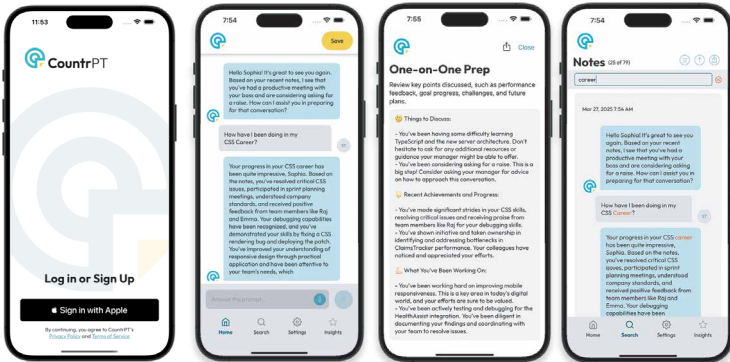 11:53
CountrPT
Log in or Sign Up
Sign in with Apple
By continuing, you agree to CountrPT's
Privacy Policy and Terms of Service
7:54
Save
Hello Sophia! It's great to see you again.
Based on your recent notes, I see that
you've had a productive meeting with
your boss and are considering asking for
a raise. How can I assist you in preparing
for that conversation?
How have I been doing in my
CSS Career?
Your progress in your CSS career has
been quite impressive, Sophia. Based on
the notes, you've resolved critical CSS
issues, participated in sprint planning
meetings, understood company
standards, and received positive
feedback from team members like Raj
and Emma. Your debugging capabilities
have been recognized, and you've
demonstrated your skills by fixing a CSS
rendering bug and deploying the patch.
You've improved your understanding of
responsive design through practical
application and have been attentive to
your team's needs, which
Answer the prompt
Home
Search
Settings
Insights
7:55
Close
One-on-One Prep
Review key points discussed, such as performance
feedback, goal progress, challenges, and future
plans.
Things to Discuss:
- You've been having some difficulty learning
TypeScript and the new server architecture. Don't
hesitate to ask for any additional resources or
guidance your manager might be able to offer.
- You've been considering asking for a raise. This is a
big step! Consider asking your manager for advice
on how to approach this conversation.
Recent Achievements and Progress:
- You've made significant strides in your CSS skills,
resolving critical issues and receiving praise from
team members like Raj for your debugging skills.
- You've shown initiative and taken ownership in
identifying and addressing bottlenecks in
ClaimsTracker performance. Your colleagues have
noticed and appreciated your efforts.
What You've Been Working On:
- You've been working hard on improving mobile
responsiveness. This is a key area in today's digital
world, and your efforts are sure to be valued.
- You've been actively testing and debugging for the
HealthAssist integration. You've been diligent in
documenting your findings and coordinating with
your team to resolve issues.
7:54
Notes (25 of 79)
career
Mar 27, 2025 7:54 AM
Hello Sophia! It's great to see you
again. Based on your recent
notes, I see that you've had a
productive meeting with your
boss and are considering asking
for a raise. How can I assist you in
preparing for that conversation?
How have I been doing in my
CSS Career?
Your progress in your CSS career
has been quite impressive,
Sophia. Based on the notes,
you've resolved critical CSS
issues, participated in sprint
planning meetings, understood
company standards, and
received positive feedback from
team members like Raj and
Emma. Your debugging
capabilities have been
Home
Search
Settings
Insights